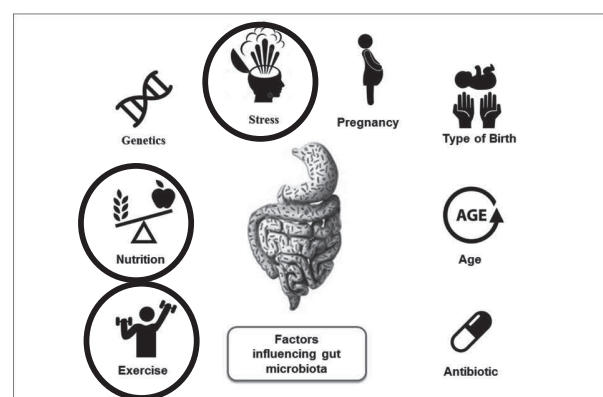 Stress
Pregnancy
Genetics
Type of Birth
Nutrition
AGE
Age
Exercise
Factors
influencing gut
microbiota
Antibiotic